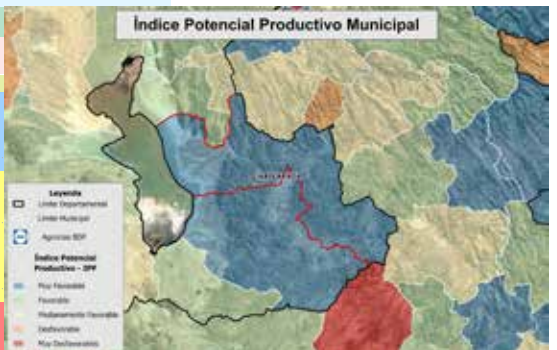 Índice Potencial Productivo Municipal
Leyenda
Límite Departamental
Límite Municipal
Agencias BDP
Índice Potencial
Productivo - IPP
Muy Favorable
Favorable
Medianamente Favorable
Desfavorable
Muy Desfavorable